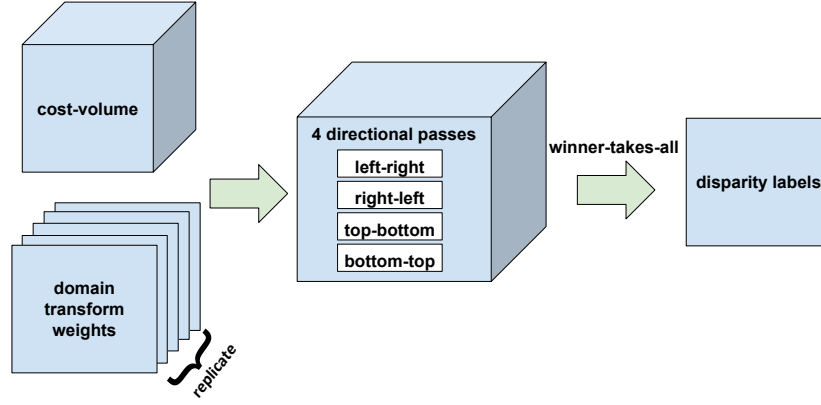 cost-volume
domain
transform
weights
replicate
4 directional passes
left-right
right-left
top-bottom
bottom-top
winner-takes-all
disparity labels